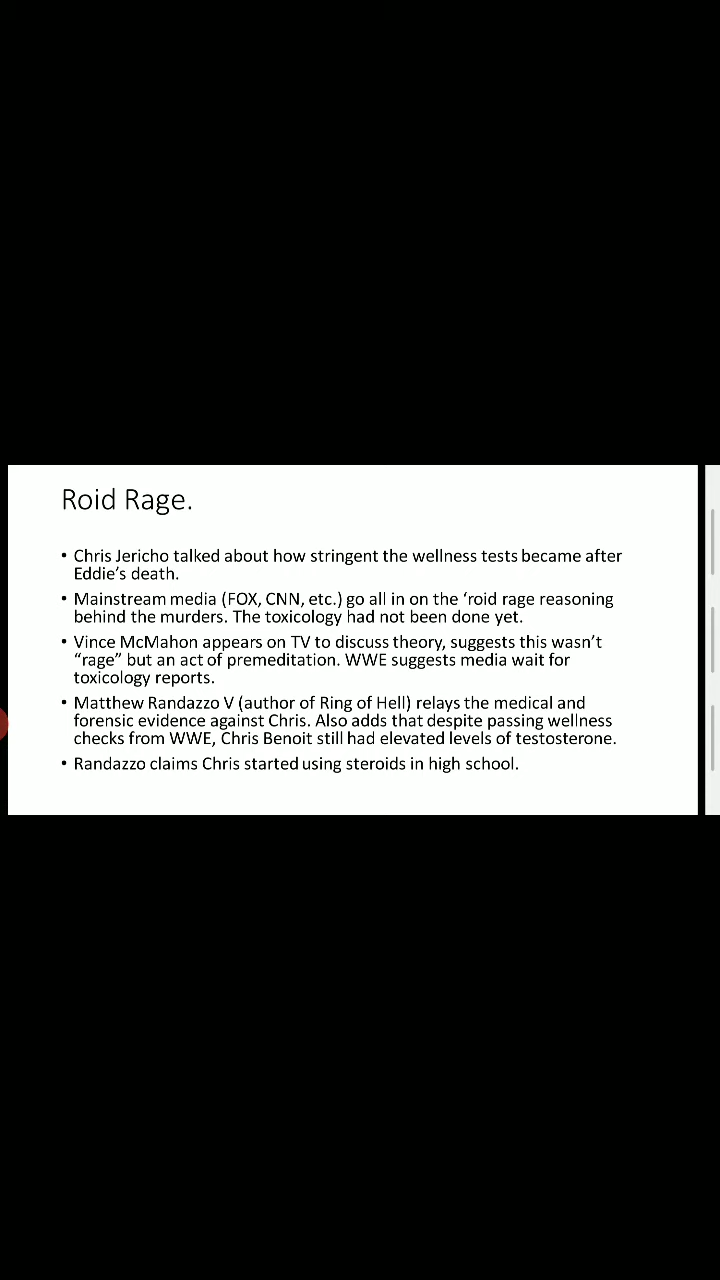 Roid Rage.
• Chris Jericho talked about how stringent the wellness tests became after
Eddie’s death.
• Mainstream media (FOX, CNN, etc.) go all in on the ‘roid rage reasoning
behind the murders. The toxicology had not been done yet.
• Vince McMahon appears on TV to discuss theory, suggests this wasn’t
“rage” but an act of premeditation. WWE suggests media wait for
toxicology reports.
• Matthew Randazzo V (author of Ring of Hell) relays the medical and
forensic evidence against Chris. Also adds that despite passing wellness
checks from WWE, Chris Benoit still had elevated levels of testosterone.
• Randazzo claims Chris started using steroids in high school.